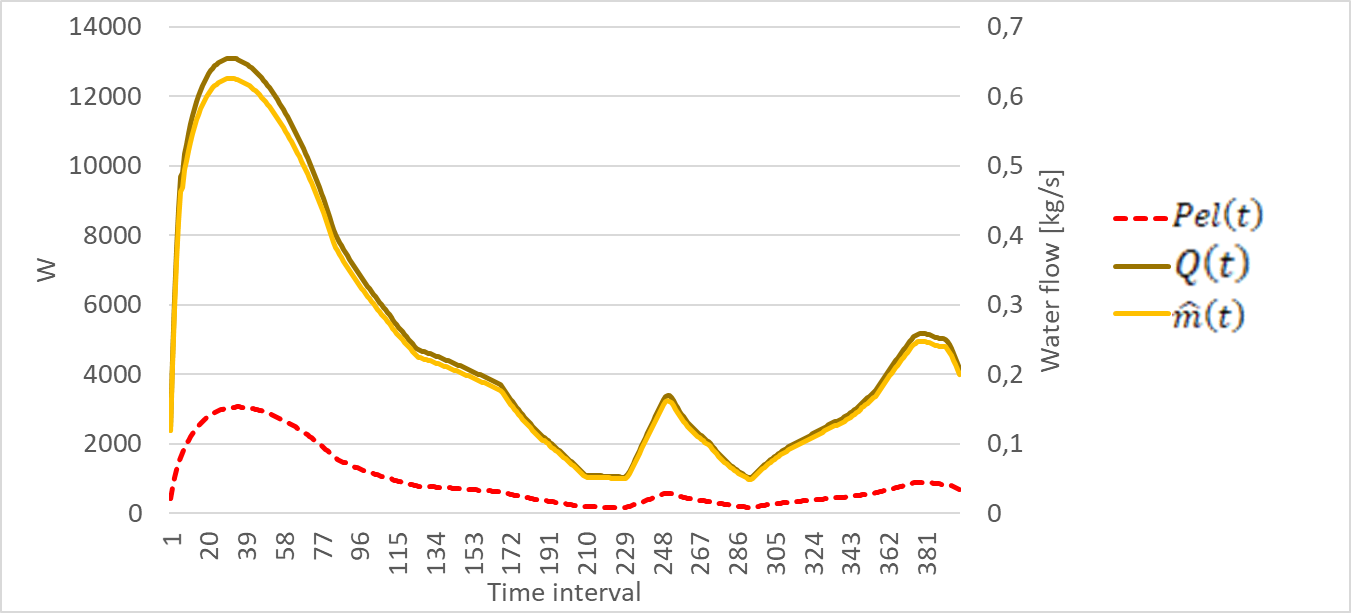 14000
12000
10000
8000
6000
4000
2000
0
W
0,7
0,6
0,5
0,4
0,3
0,2
0,1
0
Water flow [kg/s]
1 20 39 58 77 96 115 134 153 172 191 210 229 248 267 286 305 324 343 362 381
Time interval
Pel(t)
Q(t)
m̂(t)